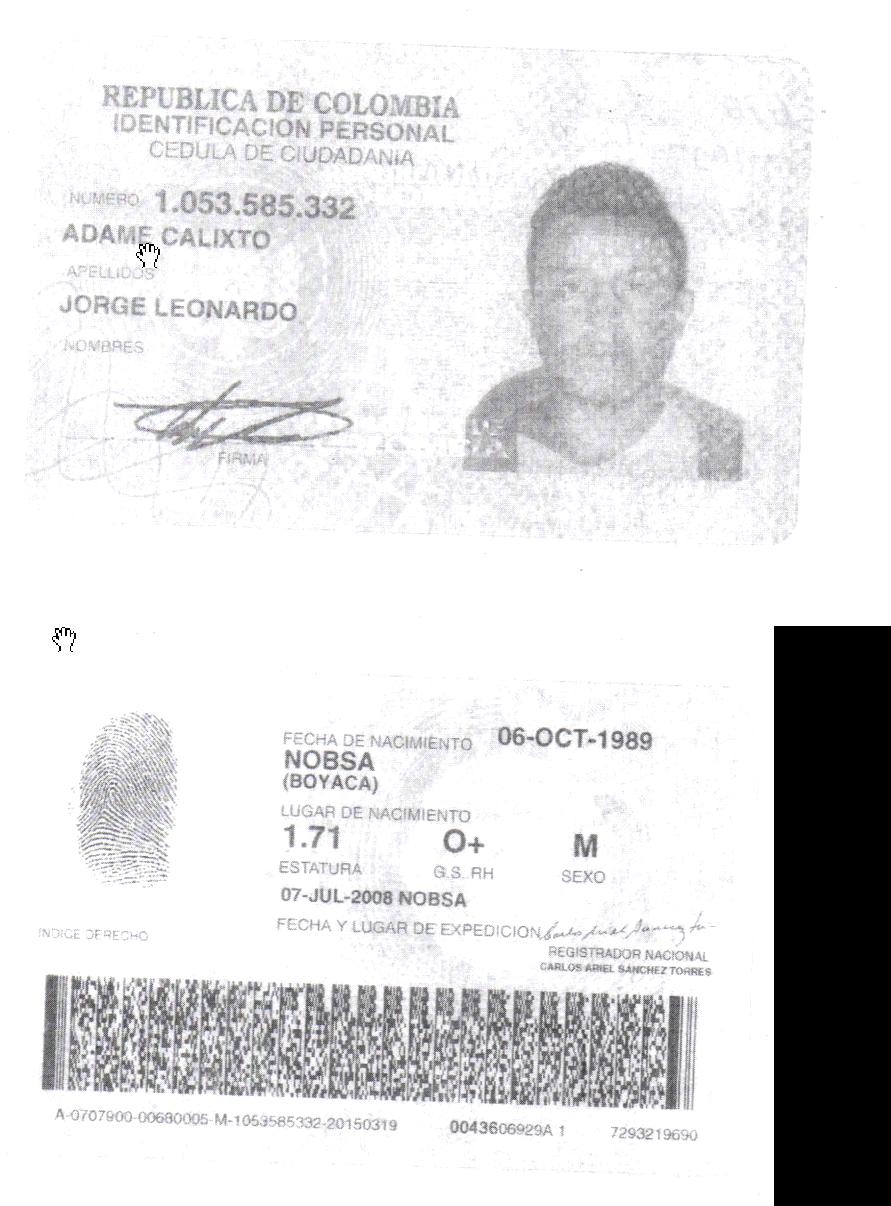 REPUBLICA DE COLOMBIA
IDENTIFICACION PERSONAL
CEDULA DE CIUDADANIA
NUMERO 1.053.585.332
ADAME CALIXTO
APELLIDOS
JORGE LEONARDO
NOMBRES
FIRMA
FECHA DE NACIMIENTO 06-OCT-1989
NOBSA
(BOYACA)
LUGAR DE NACIMIENTO
1.71 O+ M
ESTATURA G.S. RH SEXO
07-JUL-2008 NOBSA
FECHA Y LUGAR DE EXPEDICION
INDICE DERECHO
REGISTRADOR NACIONAL
CARLOS ARIEL SANCHEZ TORRES
A-0707900-00680005-M-1053585332-20150319 0043606929A 1 7293219690